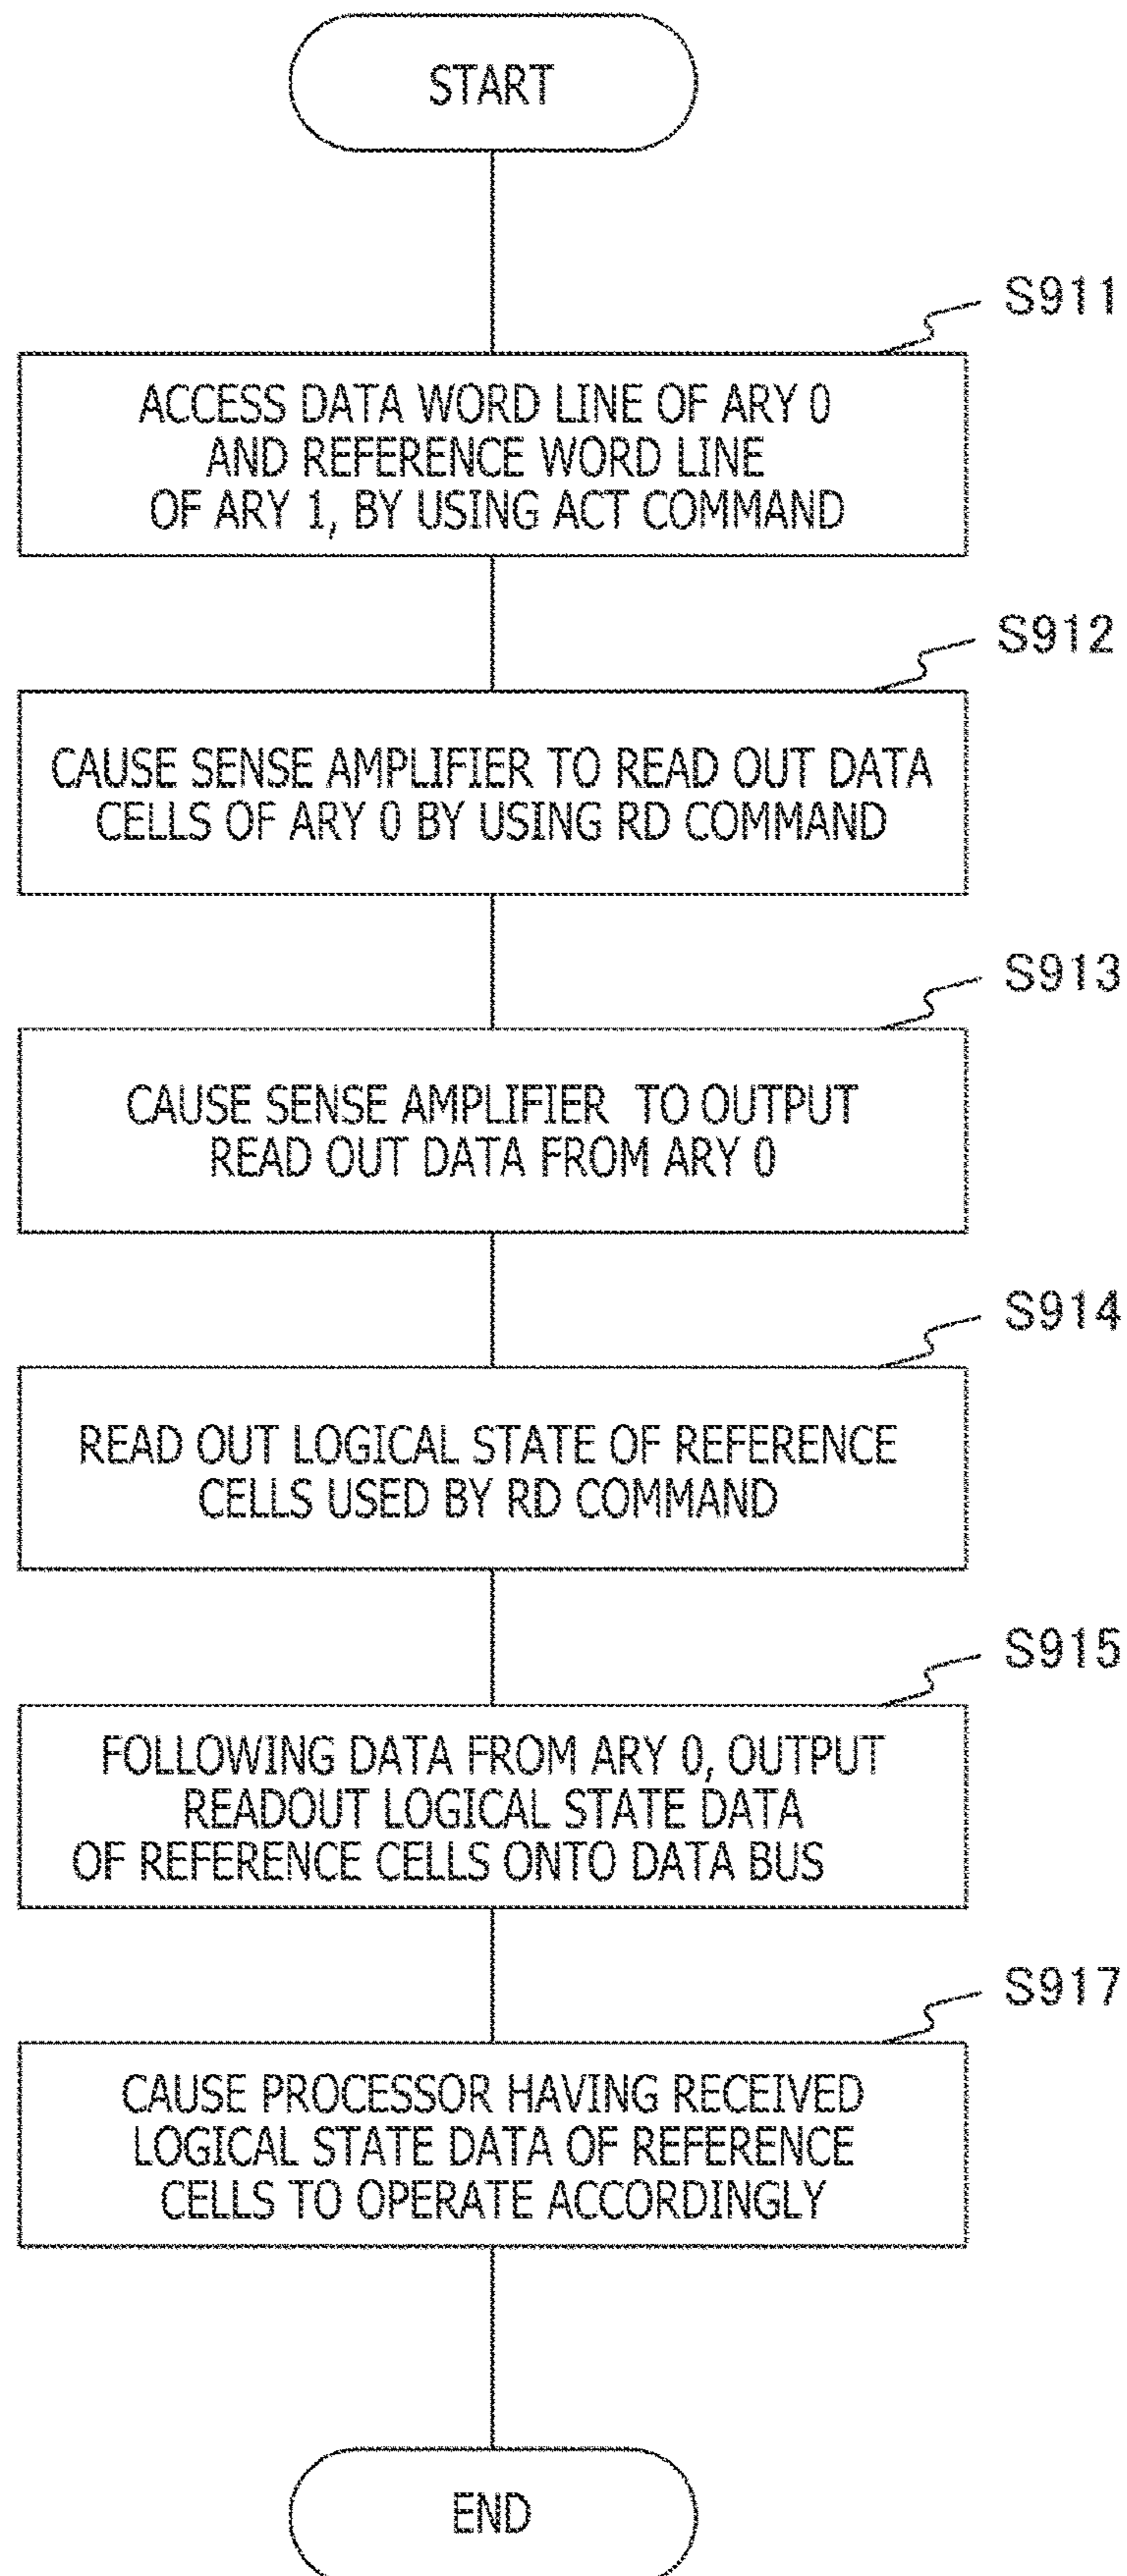 START
S911
ACCESS DATA WORD LINE OF ARY 0
AND REFERENCE WORD LINE
OF ARY 1, BY USING ACT COMMAND
S912
CAUSE SENSE AMPLIFIER TO READ OUT DATA
CELLS OF ARY 0 BY USING RD COMMAND
S913
CAUSE SENSE AMPLIFIER TO OUTPUT
READ OUT DATA FROM ARY 0
S914
READ OUT LOGICAL STATE OF REFERENCE
CELLS USED BY RD COMMAND
S915
FOLLOWING DATA FROM ARY 0, OUTPUT
READOUT LOGICAL STATE DATA
OF REFERENCE CELLS ONTO DATA BUS
S917
CAUSE PROCESSOR HAVING RECEIVED
LOGICAL STATE DATA OF REFERENCE
CELLS TO OPERATE ACCORDINGLY
END